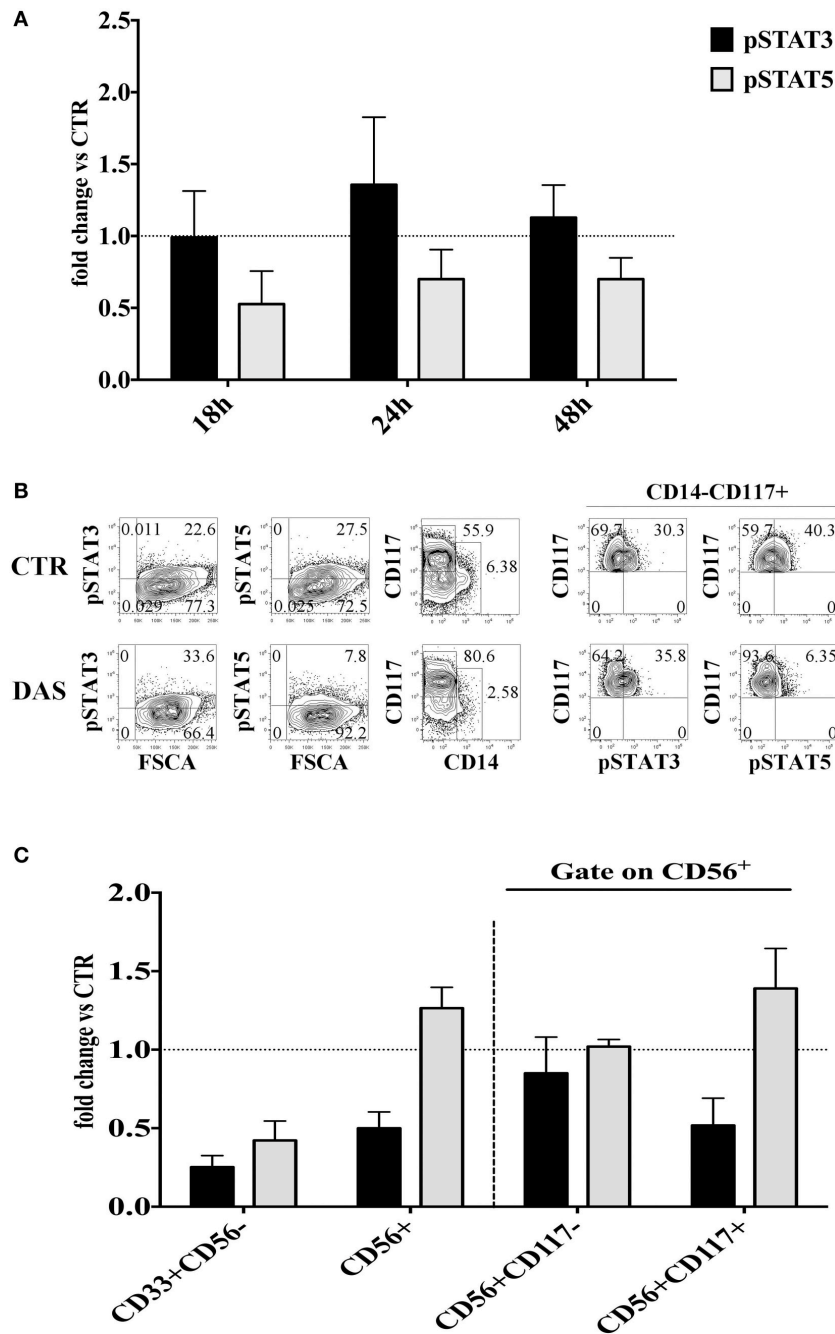 A
pSTAT3
pSTAT5
fold change vs CTR
2.5
2.0
1.5
1.0
0.5
0.0
18h
24h
48h
B
CD14-CD117+
CTR
pSTAT3
0.011 22.6
0.029 77.3
pSTAT5
0 27.5
0.025 72.5
CD117
55.9
6.38
CD117
69.7 30.3
0 0
CD117
59.7 40.3
0 0
DAS
pSTAT3
0 33.6
0 66.4
pSTAT5
0 7.8
0 92.2
CD117
80.6
2.58
CD117
64.2 35.8
0 0
CD117
93.6 6.35
0 0
FSCA
FSCA
CD14
pSTAT3
pSTAT5
C
Gate on CD56+
fold change vs CTR
2.0
1.5
1.0
0.5
0.0
CD33+CD56-
CD56+
CD56+CD117-
CD56+CD117+